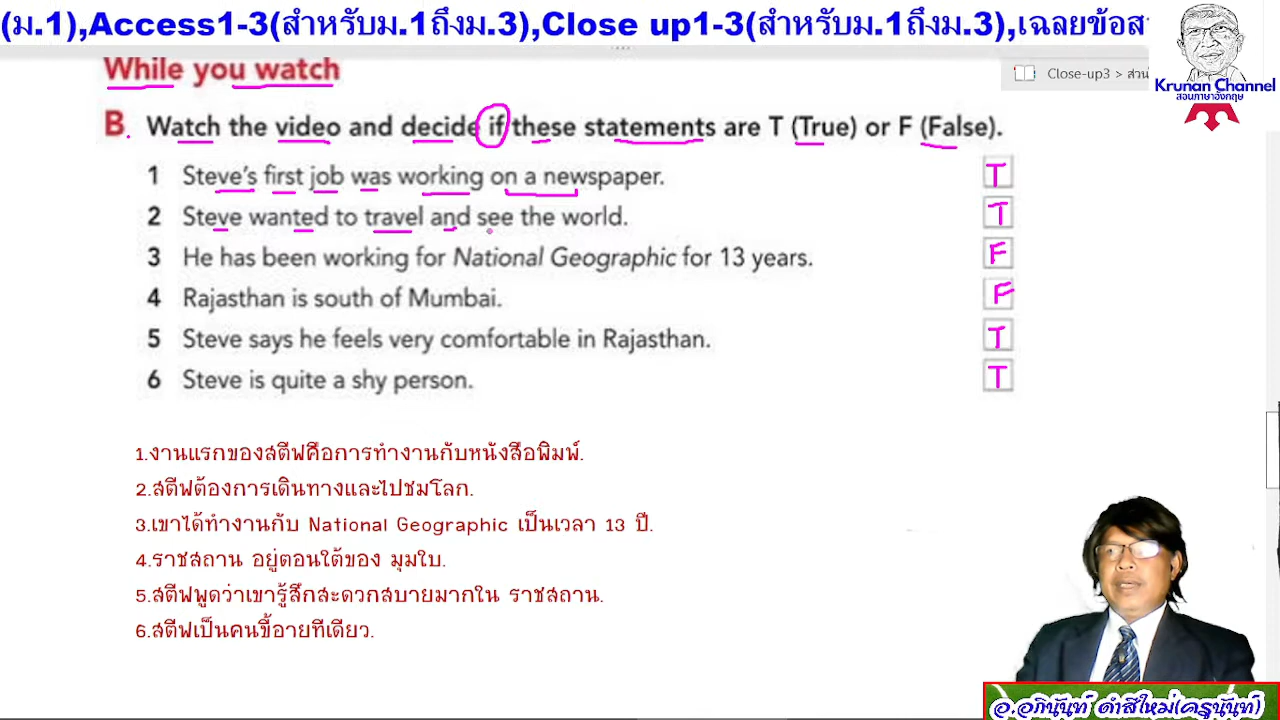 (ม.1),Access1-3(สำหรับม.1ถึงม.3),Close up1-3(สำหรับม.1ถึงม.3),เฉลยข้อส
While you watch
Close-up3 > ส่วน
Krunan Channel
สอนภาษาอังกฤษ
B. Watch the video and decide if these statements are T (True) or F (False).
1 Steve's first job was working on a newspaper. T
2 Steve wanted to travel and see the world. T
3 He has been working for National Geographic for 13 years. F
4 Rajasthan is south of Mumbai. F
5 Steve says he feels very comfortable in Rajasthan. T
6 Steve is quite a shy person. T
1.งานแรกของสตีฟคือการทำงานกับหนังสือพิมพ์.
2.สตีฟต้องการเดินทางและไปชมโลก.
3.เขาได้ทำงานกับ National Geographic เป็นเวลา 13 ปี.
4.ราชสถาน อยู่ตอนใต้ของ มุมใบ.
5.สตีฟพูดว่าเขารู้สึกสะดวกสบายมากใน ราชสถาน.
6.สตีฟเป็นคนขี้อายทีเดียว.
อ.อภินันท์ ดำสีใหม่(ครูนันท์)